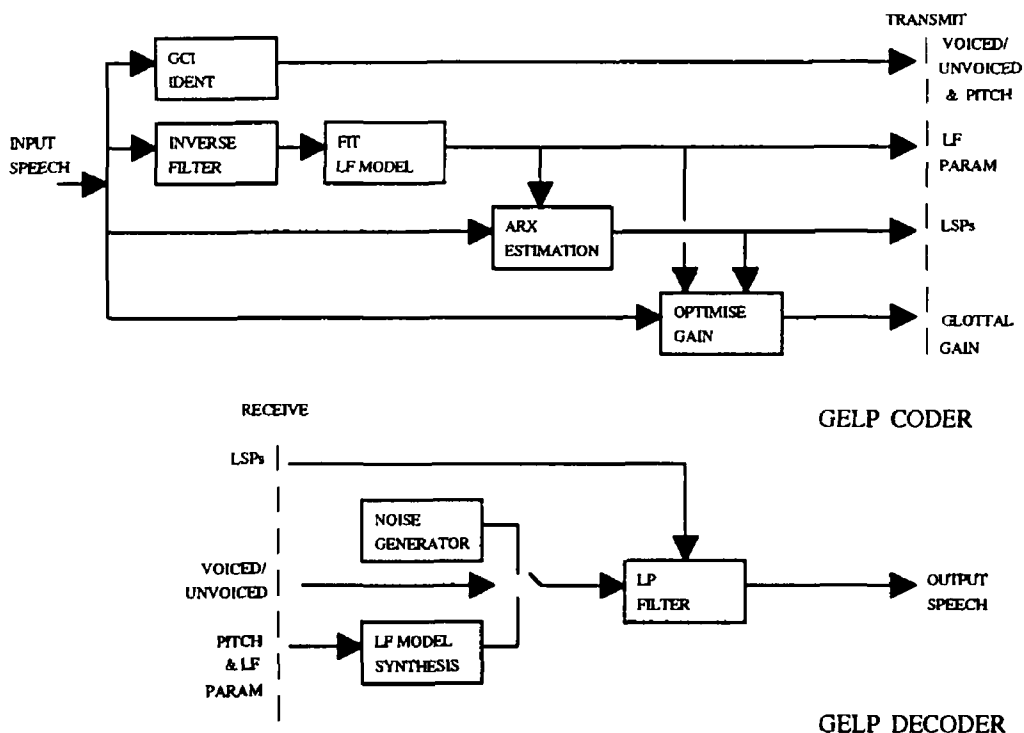 TRANSMIT
GCI
IDENT
VOICED/
UNVOICED
& PITCH
INPUT
SPEECH
INVERSE
FILTER
FIT
LF MODEL
LF
PARAM
ARX
ESTIMATION
LSPs
OPTIMISE
GAIN
GLOTTAL
GAIN
GELP CODER
RECEIVE
LSPs
NOISE
GENERATOR
VOICED/
UNVOICED
LP
FILTER
OUTPUT
SPEECH
PITCH
& LF
PARAM
LF MODEL
SYNTHESIS
GELP DECODER